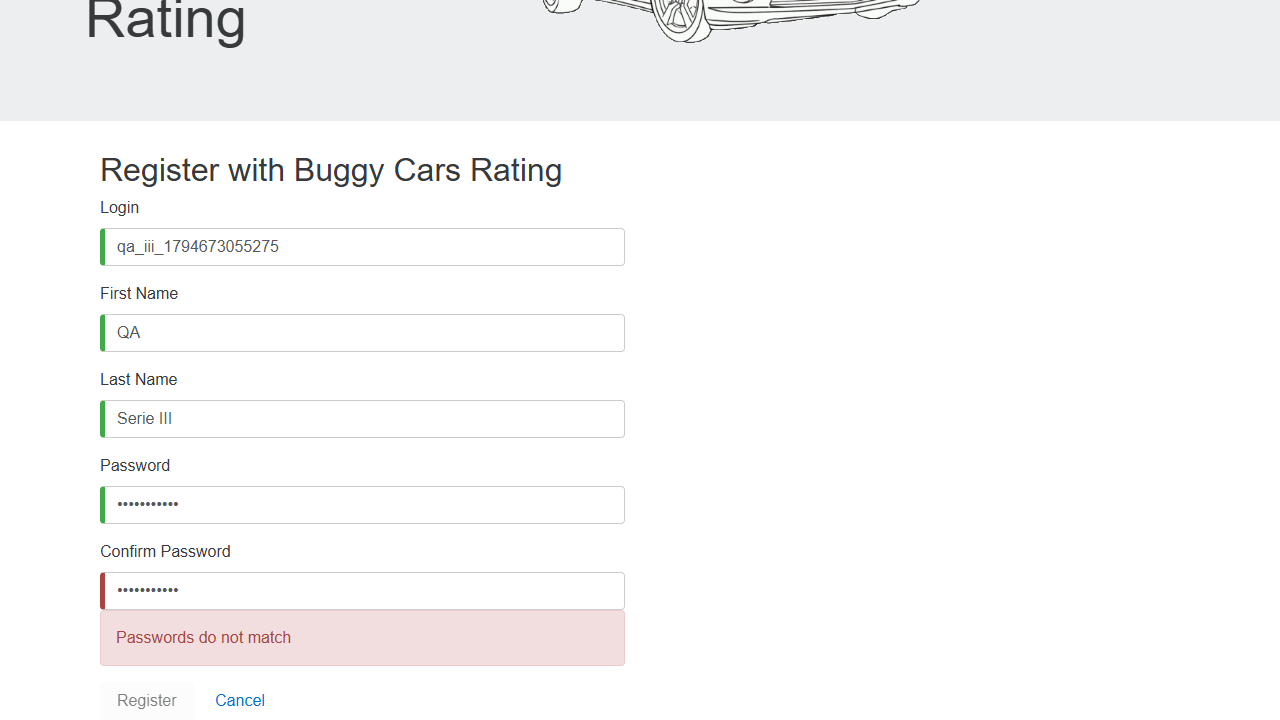 Rating
Register with Buggy Cars Rating
Login
qa_iii_1794673055275
First Name
QA
Last Name
Serie III
Password
•••••••••••
Confirm Password
•••••••••••
Passwords do not match
Register Cancel